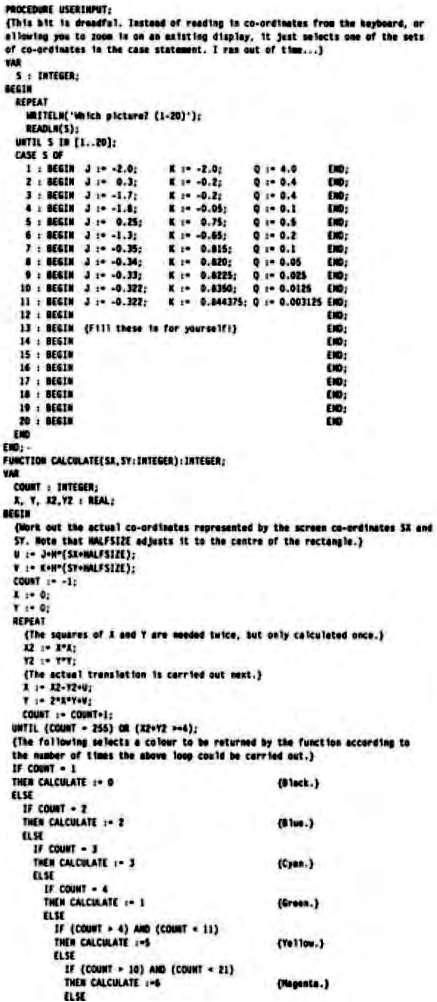 PROCEDURE USERINPUT;
{This bit is dreadful. Instead of reading in co-ordinates from the keyboard, or
allowing you to zoom in on an existing display, it just selects one of the sets
of co-ordinates in the case statement. I ran out of time...}
VAR
S : INTEGER;
BEGIN
REPEAT
WRITELN('Which picture? (1-20)');
READLN(S);
UNTIL S IN [1..20];
CASE S OF
1 : BEGIN J := -2.0; K := -2.0; Q := 4.0 END;
2 : BEGIN J := 0.3; K := -0.2; Q := 0.4 END;
3 : BEGIN J := -1.7; K := -0.2; Q := 0.4 END;
4 : BEGIN J := -1.8; K := -0.05; Q := 0.1 END;
5 : BEGIN J := 0.25; K := 0.75; Q := 0.5 END;
6 : BEGIN J := -1.3; K := -0.65; Q := 0.2 END;
7 : BEGIN J := -0.35; K := 0.815; Q := 0.1 END;
8 : BEGIN J := -0.34; K := 0.820; Q := 0.05 END;
9 : BEGIN J := -0.33; K := 0.8225; Q := 0.025 END;
10 : BEGIN J := -0.322; K := 0.8350; Q := 0.0125 END;
11 : BEGIN J := -0.322; K := 0.844375; Q := 0.003125 END;
12 : BEGIN END;
13 : BEGIN {Fill these in for yourself!} END;
14 : BEGIN END;
15 : BEGIN END;
16 : BEGIN END;
17 : BEGIN END;
18 : BEGIN END;
19 : BEGIN END;
20 : BEGIN END
END
END;
FUNCTION CALCULATE(SX,SY:INTEGER):INTEGER;
VAR
COUNT : INTEGER;
X, Y, X2,Y2 : REAL;
BEGIN
{Work out the actual co-ordinates represented by the screen co-ordinates SX and
SY. Note that HALFSIZE adjusts it to the centre of the rectangle.}
U := J+H*(SX+HALFSIZE);
V := K+H*(SY+HALFSIZE);
COUNT := -1;
X := 0;
Y := 0;
REPEAT
{The squares of X and Y are needed twice, but only calculated once.}
X2 := X*X;
Y2 := Y*Y;
{The actual translation is carried out next.}
X := X2-Y2+U;
Y := 2*X*Y+V;
COUNT := COUNT+1;
UNTIL (COUNT = 255) OR (X2+Y2 >=4);
{The following selects a colour to be returned by the function according to
the number of times the above loop could be carried out.}
IF COUNT = 1
THEN CALCULATE := 0 {Black.}
ELSE
IF COUNT = 2
THEN CALCULATE := 2 {Blue.}
ELSE
IF COUNT = 3
THEN CALCULATE := 3 {Cyan.}
ELSE
IF COUNT = 4
THEN CALCULATE := 1 {Green.}
ELSE
IF (COUNT > 4) AND (COUNT < 11)
THEN CALCULATE :=5 {Yellow.}
ELSE
IF (COUNT > 10) AND (COUNT < 21)
THEN CALCULATE :=6 {Magenta.}
ELSE